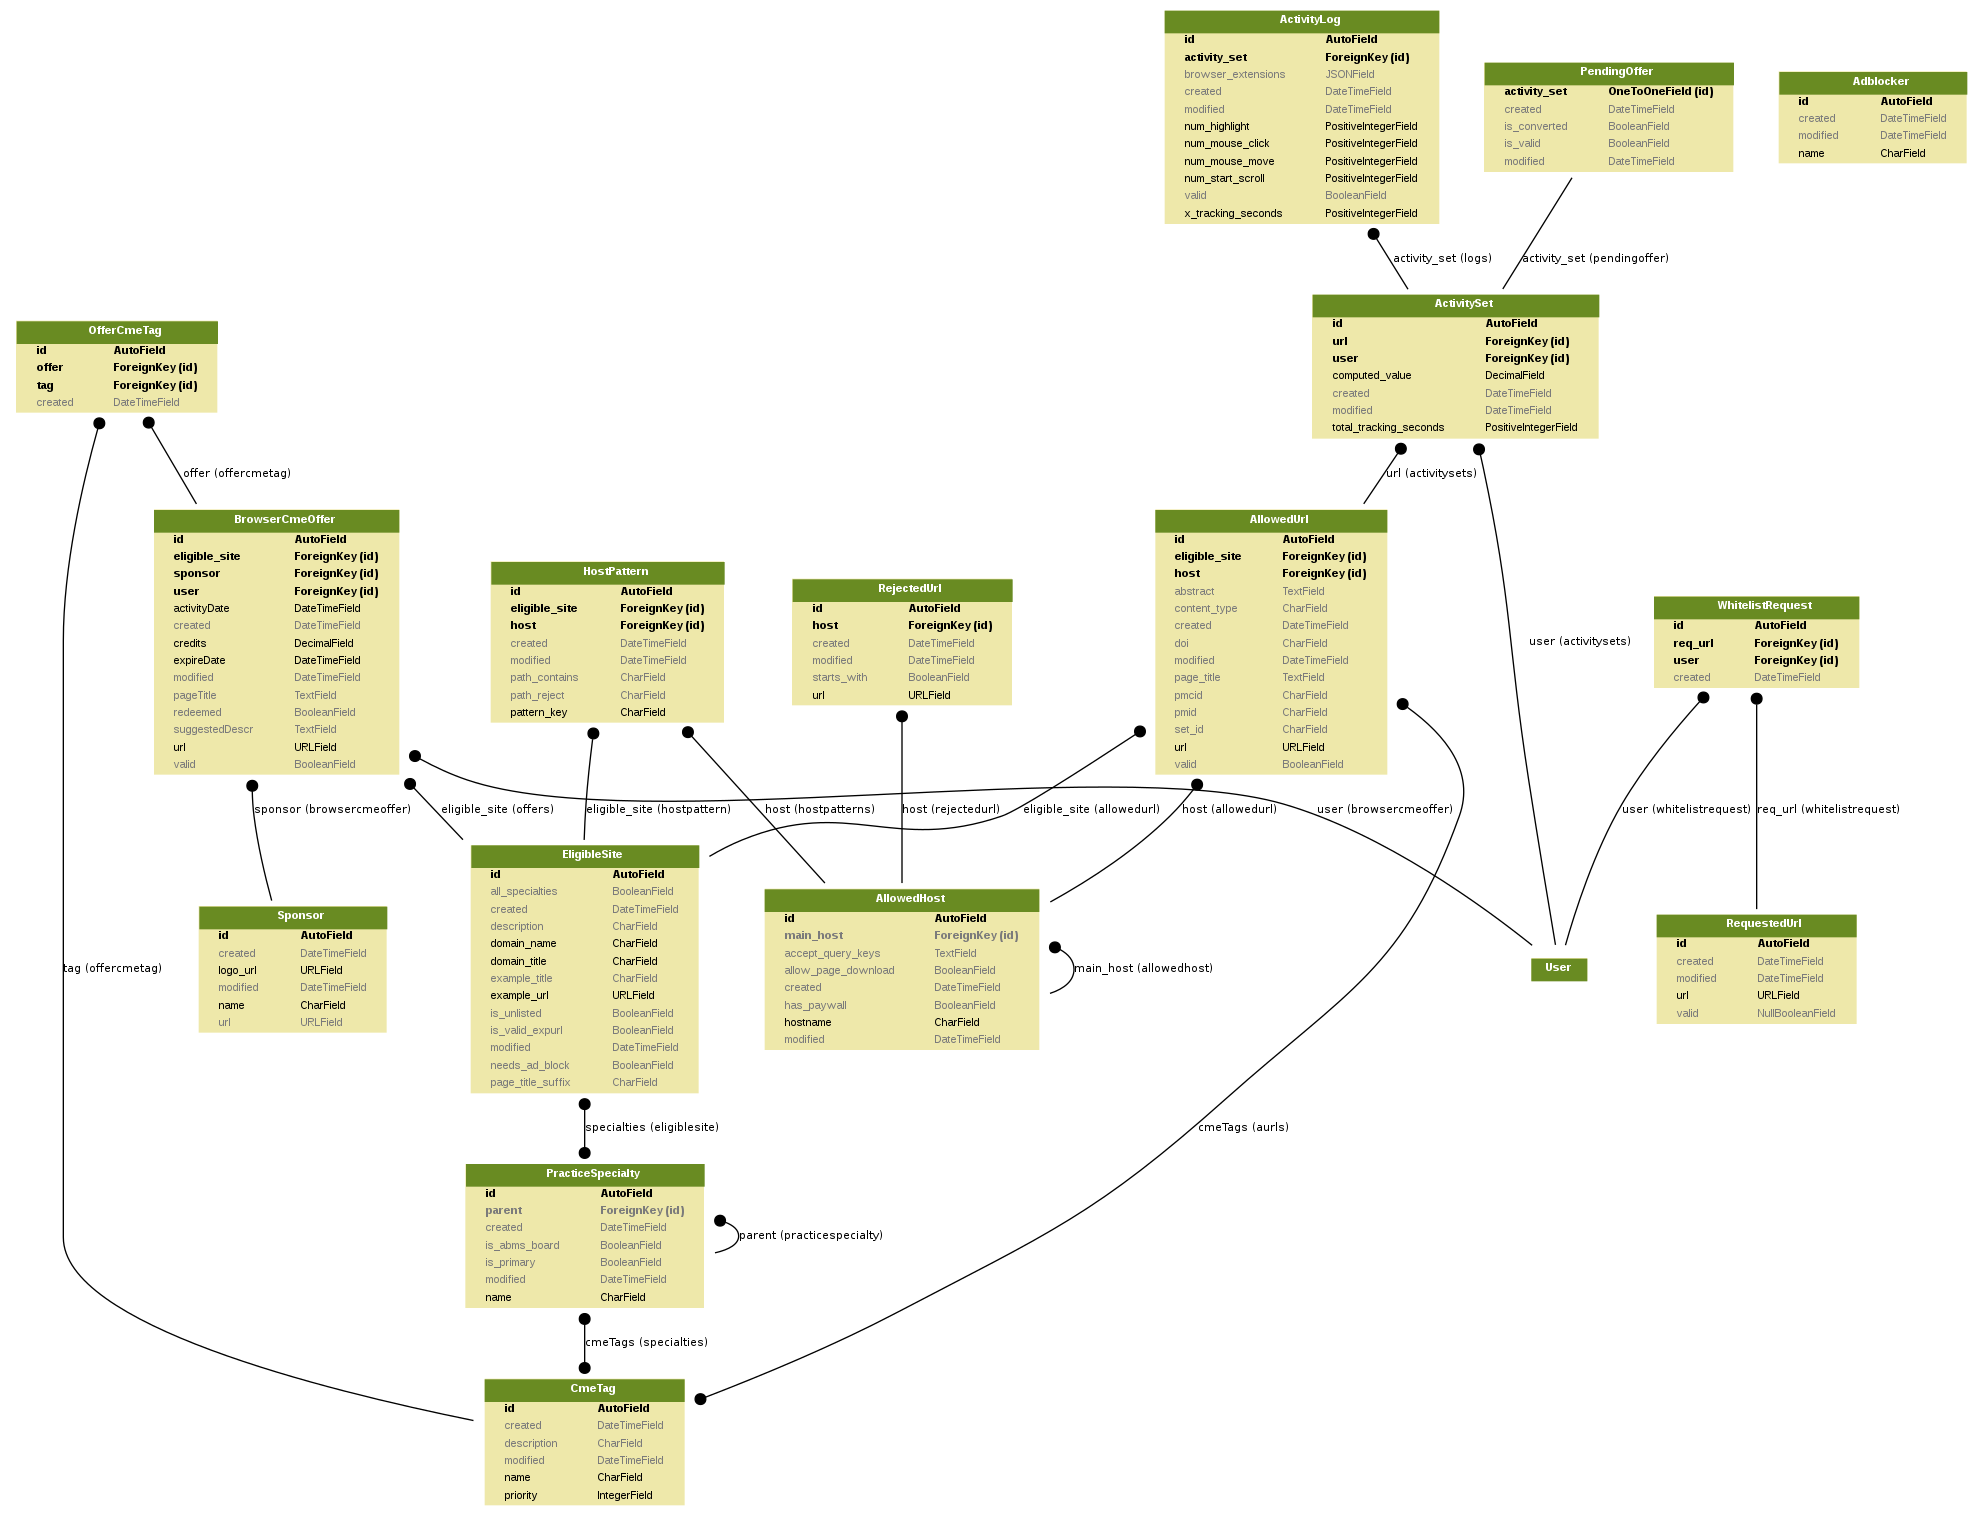 ActivityLog
id AutoField
activity_set ForeignKey (id)
browser_extensions JSONField
created DateTimeField
modified DateTimeField
num_highlight PositiveIntegerField
num_mouse_click PositiveIntegerField
num_mouse_move PositiveIntegerField
num_start_scroll PositiveIntegerField
valid BooleanField
x_tracking_seconds PositiveIntegerField
PendingOffer
activity_set OneToOneField (id)
created DateTimeField
is_converted BooleanField
is_valid BooleanField
modified DateTimeField
Adblocker
id AutoField
created DateTimeField
modified DateTimeField
name CharField
activity_set (logs)
activity_set (pendingoffer)
ActivitySet
id AutoField
url ForeignKey (id)
user ForeignKey (id)
computed_value DecimalField
created DateTimeField
modified DateTimeField
total_tracking_seconds PositiveIntegerField
OfferCmeTag
id AutoField
offer ForeignKey (id)
tag ForeignKey (id)
created DateTimeField
offer (offercmetag)
url (activitysets)
BrowserCmeOffer
id AutoField
eligible_site ForeignKey (id)
sponsor ForeignKey (id)
user ForeignKey (id)
activityDate DateTimeField
created DateTimeField
credits DecimalField
expireDate DateTimeField
modified DateTimeField
pageTitle TextField
redeemed BooleanField
suggestedDescr TextField
url URLField
valid BooleanField
HostPattern
id AutoField
eligible_site ForeignKey (id)
host ForeignKey (id)
created DateTimeField
modified DateTimeField
path_contains CharField
path_reject CharField
pattern_key CharField
RejectedUrl
id AutoField
host ForeignKey (id)
created DateTimeField
modified DateTimeField
starts_with BooleanField
url URLField
AllowedUrl
id AutoField
eligible_site ForeignKey (id)
host ForeignKey (id)
abstract TextField
content_type CharField
created DateTimeField
doi CharField
modified DateTimeField
page_title TextField
pmcid CharField
pmid CharField
set_id CharField
url URLField
valid BooleanField
user (activitysets)
WhitelistRequest
id AutoField
req_url ForeignKey (id)
user ForeignKey (id)
created DateTimeField
sponsor (browsercmeoffer)
eligible_site (offers)
eligible_site (hostpattern)
host (hostpatterns)
host (rejectedurl)
eligible_site (allowedurl)
host (allowedurl)
user (browsercmeoffer)
user (whitelistrequest)
req_url (whitelistrequest)
Sponsor
id AutoField
created DateTimeField
logo_url URLField
modified DateTimeField
name CharField
url URLField
EligibleSite
id AutoField
all_specialties BooleanField
created DateTimeField
description CharField
domain_name CharField
domain_title CharField
example_title CharField
example_url URLField
is_unlisted BooleanField
is_valid_expurl BooleanField
modified DateTimeField
needs_ad_block BooleanField
page_title_suffix CharField
AllowedHost
id AutoField
main_host ForeignKey (id)
accept_query_keys TextField
allow_page_download BooleanField
created DateTimeField
has_paywall BooleanField
hostname CharField
modified DateTimeField
main_host (allowedhost)
User
RequestedUrl
id AutoField
created DateTimeField
modified DateTimeField
url URLField
valid NullBooleanField
tag (offercmetag)
specialties (eligiblesite)
cmeTags (aurls)
PracticeSpecialty
id AutoField
parent ForeignKey (id)
created DateTimeField
is_abms_board BooleanField
is_primary BooleanField
modified DateTimeField
name CharField
parent (practicespecialty)
cmeTags (specialties)
CmeTag
id AutoField
created DateTimeField
description CharField
modified DateTimeField
name CharField
priority IntegerField